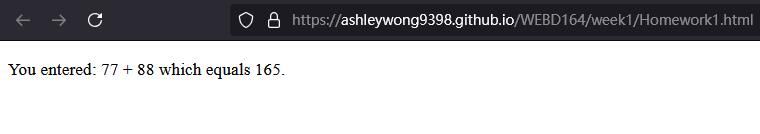 https://ashleywong9398.github.io/WEBD164/week1/Homework1.html
You entered: 77 + 88 which equals 165.